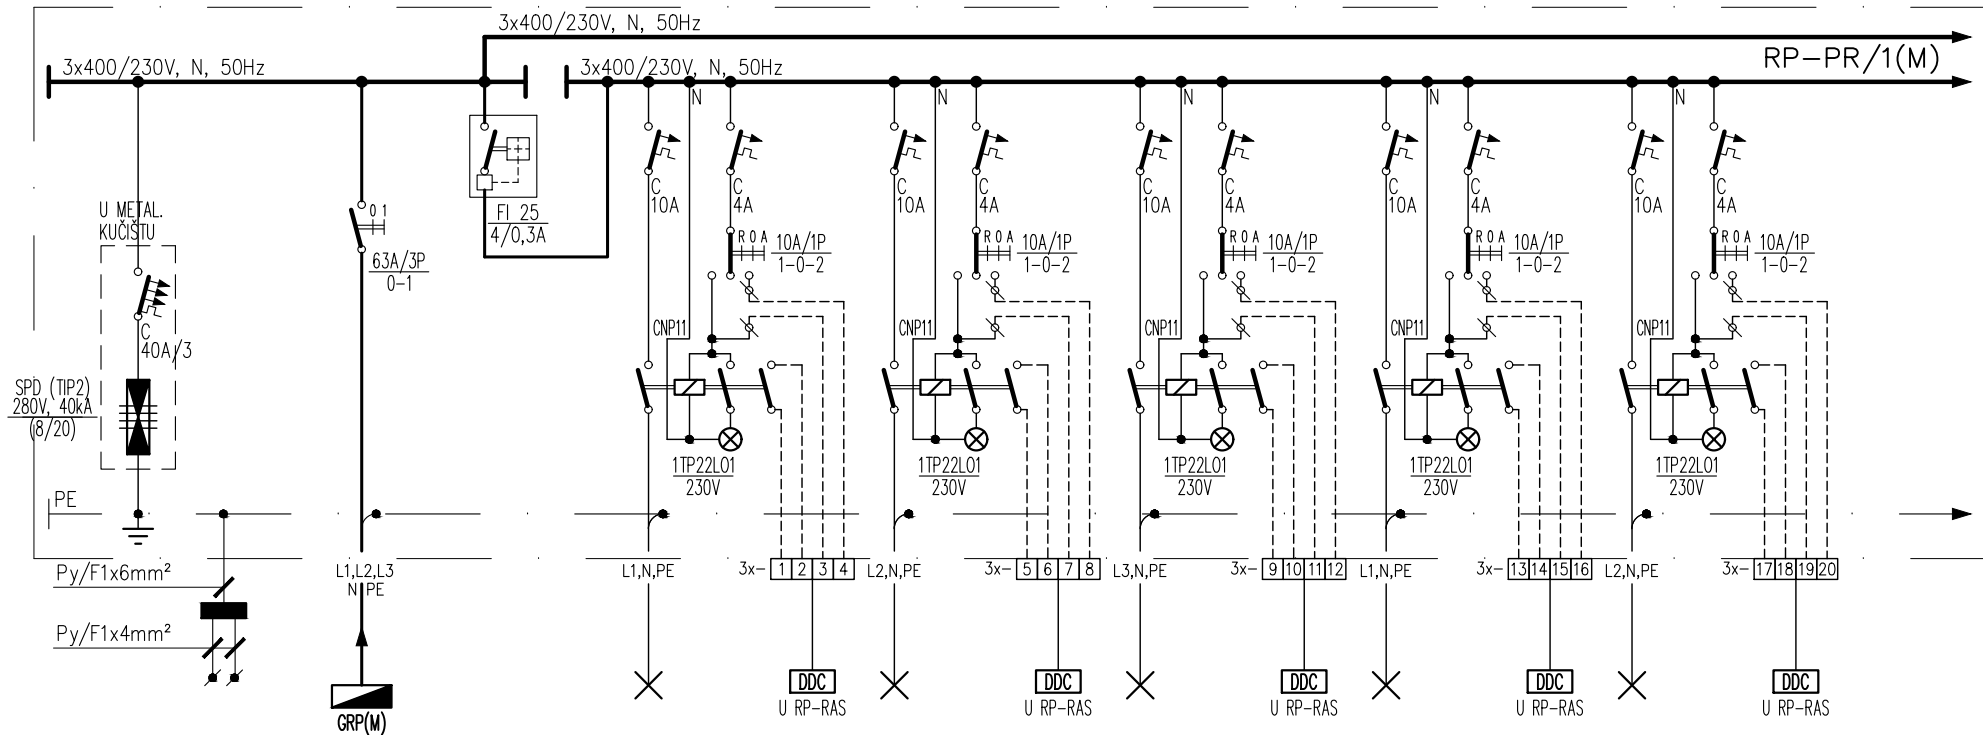 3x400/230V, N, 50Hz
RP-PR/1(M)
3x400/230V, N, 50Hz
3x400/230V, N, 50Hz
N
N
N
N
N
C
10A
C
4A
C
10A
C
4A
C
10A
C
4A
C
10A
C
4A
C
10A
C
4A
U METAL.
KUČIŠTU
0 1
63A/3P
0-1
FI 25
4/0,3A
R 0 A
10A/1P
1-0-2
R 0 A
10A/1P
1-0-2
R 0 A
10A/1P
1-0-2
R 0 A
10A/1P
1-0-2
R 0 A
10A/1P
1-0-2
C
40A/3
CNP11
CNP11
CNP11
CNP11
CNP11
SPD (TIP2)
280V, 40kA
(8/20)
1TP22L01
230V
1TP22L01
230V
1TP22L01
230V
1TP22L01
230V
1TP22L01
230V
PE
Py/F1x6mm²
Py/F1x4mm²
L1,L2,L3
N PE
L1,N,PE
3x- 1 2 3 4
L2,N,PE
3x- 5 6 7 8
L3,N,PE
3x- 9 10 11 12
L1,N,PE
3x- 13 14 15 16
L2,N,PE
3x- 17 18 19 20
GRP(M)
DDC
U RP-RAS
DDC
U RP-RAS
DDC
U RP-RAS
DDC
U RP-RAS
DDC
U RP-RAS